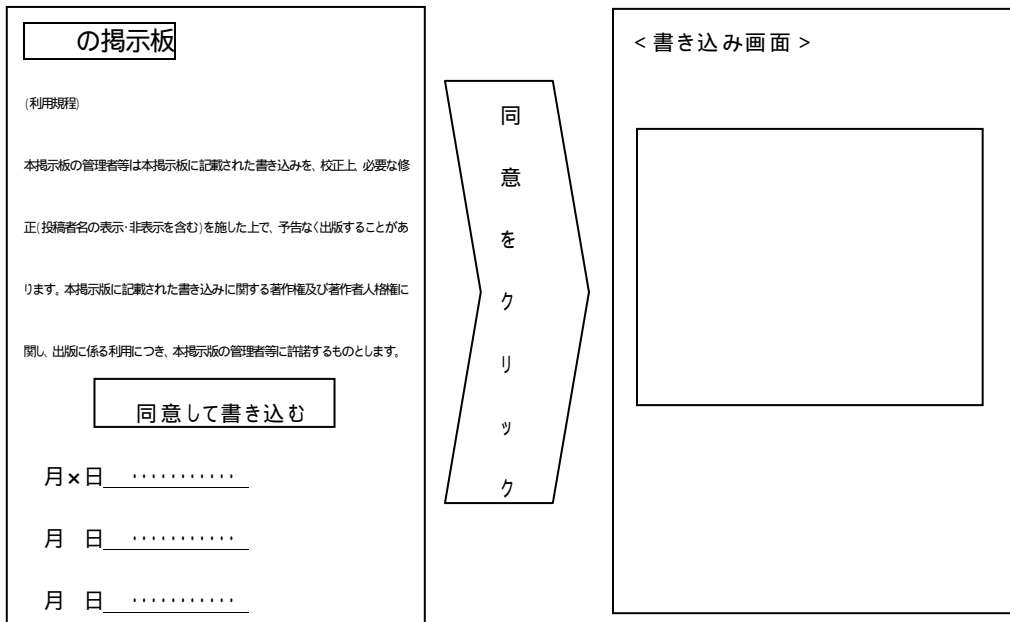 の掲示板
(利用規程)
本掲示板の管理者等は本掲示板に記載された書き込みを、校正上、必要な修
正(投稿者名の表示・非表示を含む)を施した上で、予告なく出版することがあ
ります。本掲示版に記載された書き込みに関する著作権及び著作者人格権に
関し、出版に係る利用につき、本掲示版の管理者等に許諾するものとします。
同意して書き込む
月×日 ‥‥‥‥‥‥
月 日 ‥‥‥‥‥‥
月 日 ‥‥‥‥‥‥
同意をクリック
<書き込み画面>